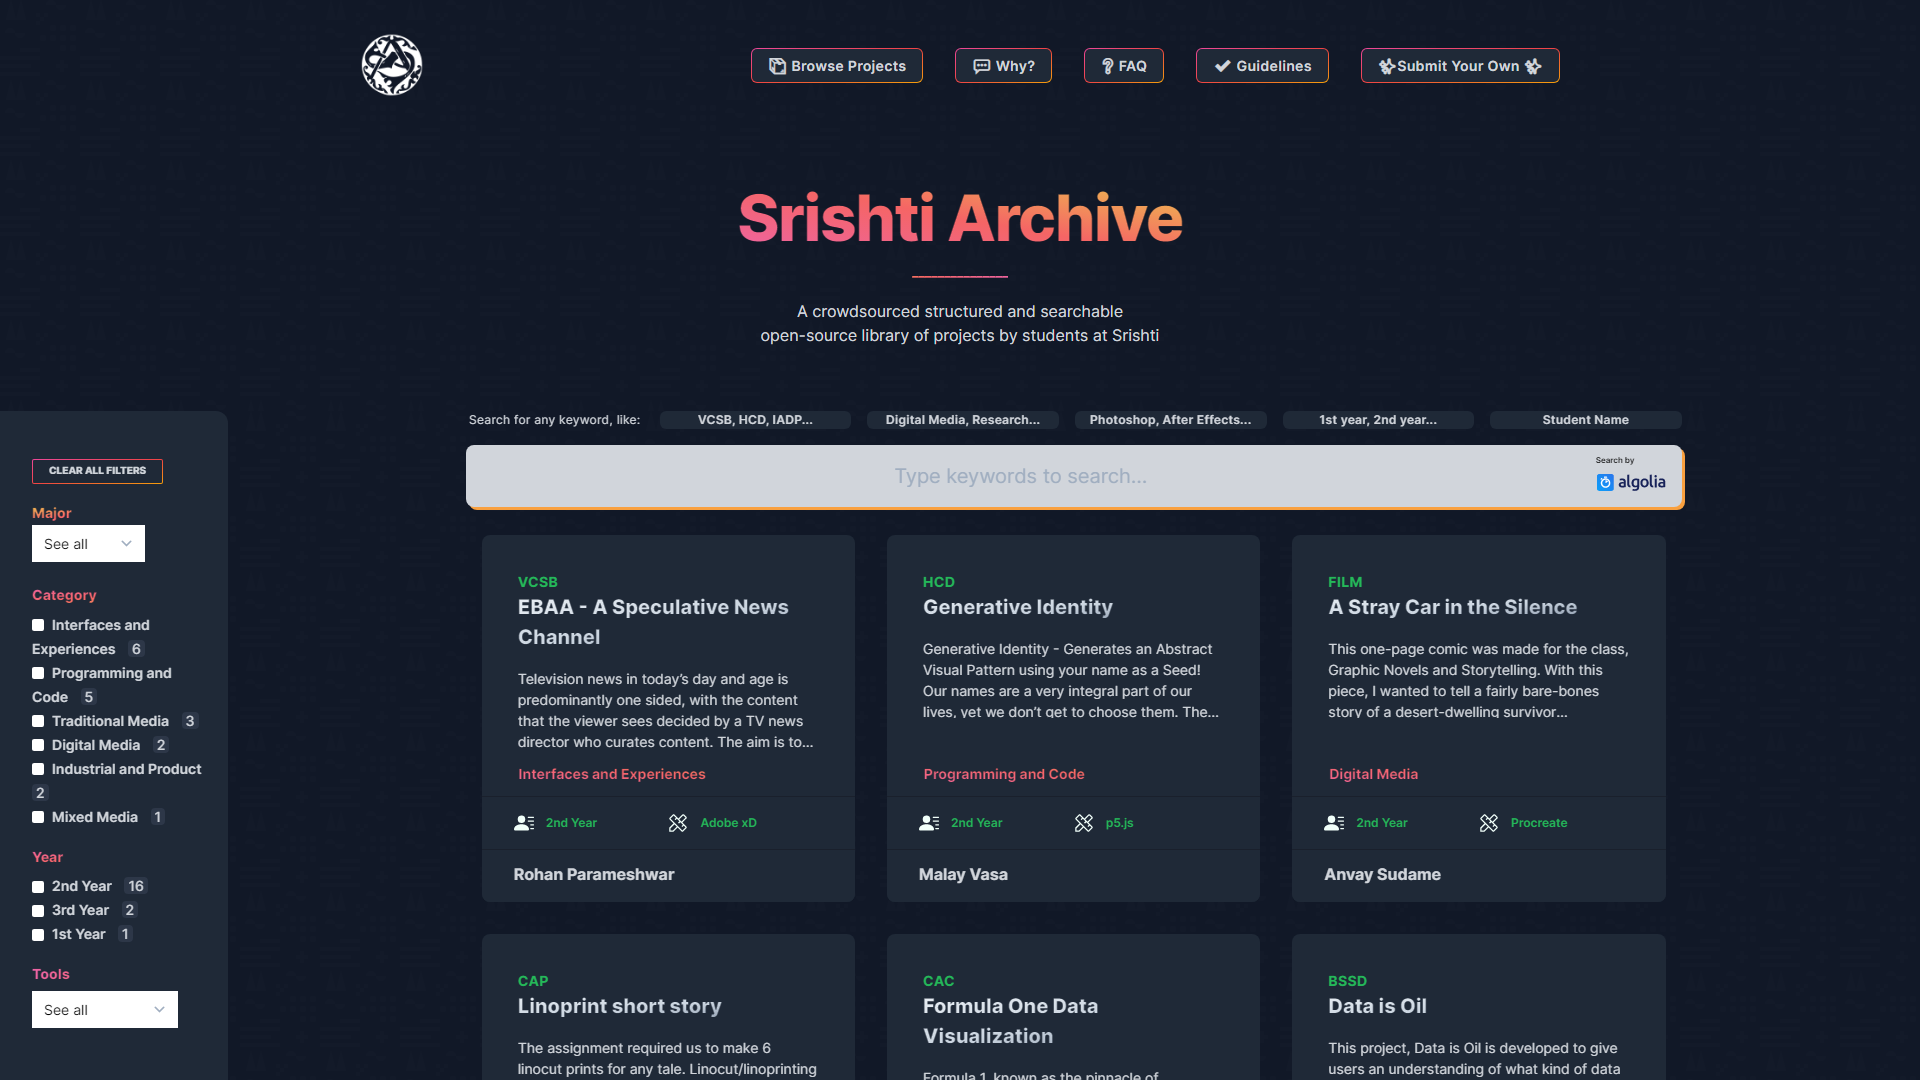 Browse Projects
Why?
FAQ
Guidelines
Submit Your Own
Srishti Archive
A crowdsourced structured and searchable
open-source library of projects by students at Srishti
Search for any keyword, like:
VCSB, HCD, IADP...
Digital Media, Research...
Photoshop, After Effects...
1st year, 2nd year...
Student Name
Type keywords to search...
Search by
algolia
CLEAR ALL FILTERS
Major
See all
Category
Interfaces and
Experiences 6
Programming and
Code 5
Traditional Media 3
Digital Media 2
Industrial and Product
2
Mixed Media 1
Year
2nd Year 16
3rd Year 2
1st Year 1
Tools
See all
VCSB
EBAA - A Speculative News
Channel
Television news in today’s day and age is
predominantly one sided, with the content
that the viewer sees decided by a TV news
director who curates content. The aim is to...
Interfaces and Experiences
2nd Year
Adobe xD
Rohan Parameshwar
HCD
Generative Identity
Generative Identity - Generates an Abstract
Visual Pattern using your name as a Seed!
Our names are a very integral part of our
lives, yet we don’t get to choose them. The...
Programming and Code
2nd Year
p5.js
Malay Vasa
FILM
A Stray Car in the Silence
This one-page comic was made for the class,
Graphic Novels and Storytelling. With this
piece, I wanted to tell a fairly bare-bones
story of a desert-dwelling survivor...
Digital Media
2nd Year
Procreate
Anvay Sudame
CAP
Linoprint short story
The assignment required us to make 6
linocut prints for any tale. Linocut/linoprinting
CAC
Formula One Data
Visualization
Formula 1, known as the pinnacle of
BSSD
Data is Oil
This project, Data is Oil is developed to give
users an understanding of what kind of data